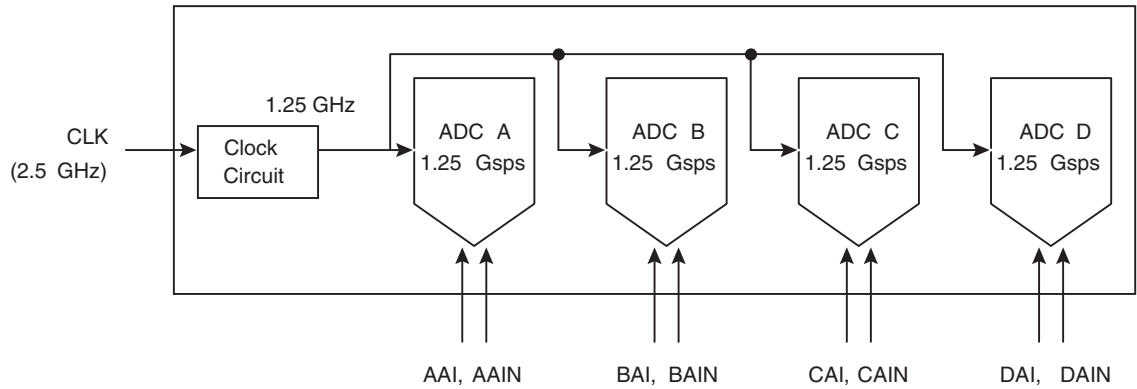 1.25 GHz
CLK
(2.5 GHz)
Clock
Circuit
ADC A
1.25 Gsps
ADC B
1.25 Gsps
ADC C
1.25 Gsps
ADC D
1.25 Gsps
AAI, AAIN
BAI, BAIN
CAI, CAIN
DAI, DAIN